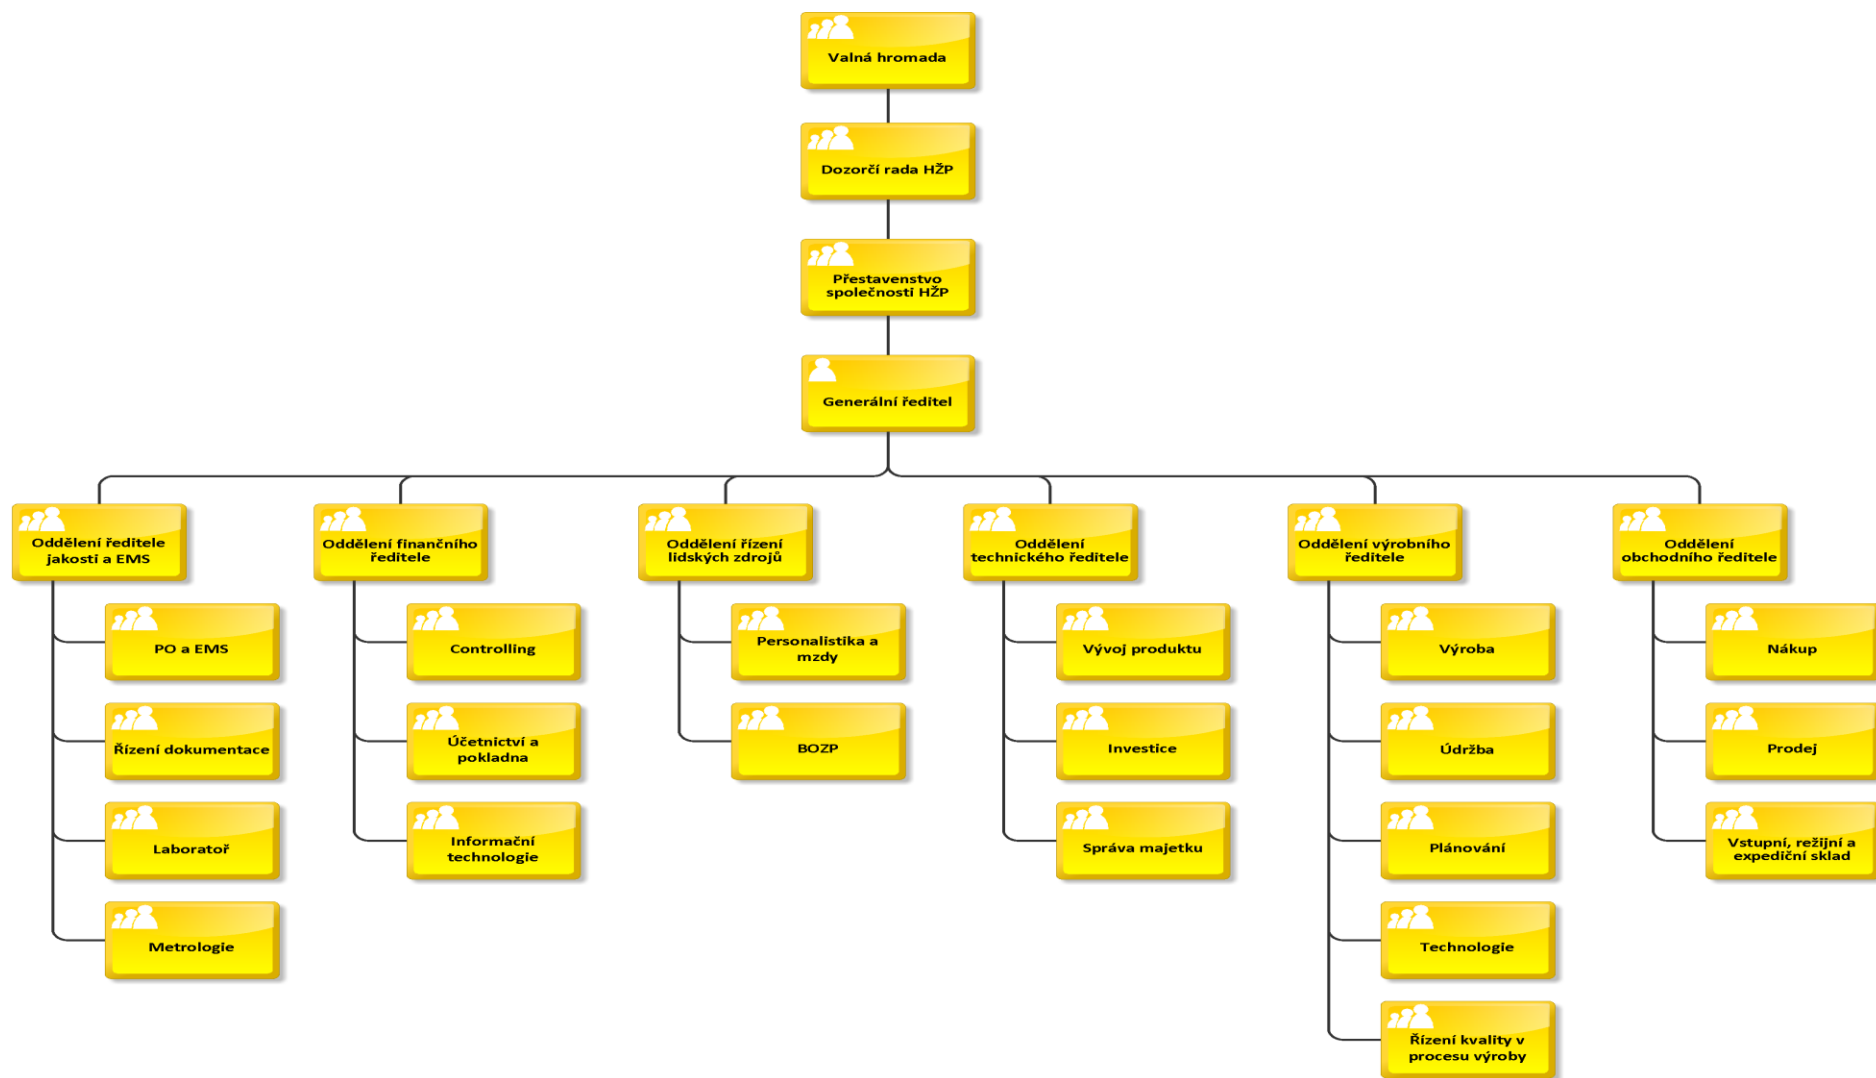 Valná hromada
Dozorčí rada HŽP
Přestavenstvo
společnosti HŽP
Generální ředitel
Oddělení ředitele
jakosti a EMS
Oddělení finančního
ředitele
Oddělení řízení
lidských zdrojů
Oddělení
technického ředitele
Oddělení výrobního
ředitele
Oddělení
obchodního ředitele
PO a EMS
Controlling
Personalistika a
mzdy
Vývoj produktu
Výroba
Nákup
Řízení dokumentace
Účetnictví a
pokladna
BOZP
Investice
Údržba
Prodej
Laboratoř
Informační
technologie
Správa majetku
Plánování
Vstupní, režijní a
expediční sklad
Metrologie
Technologie
Řízení kvality v
procesu výroby